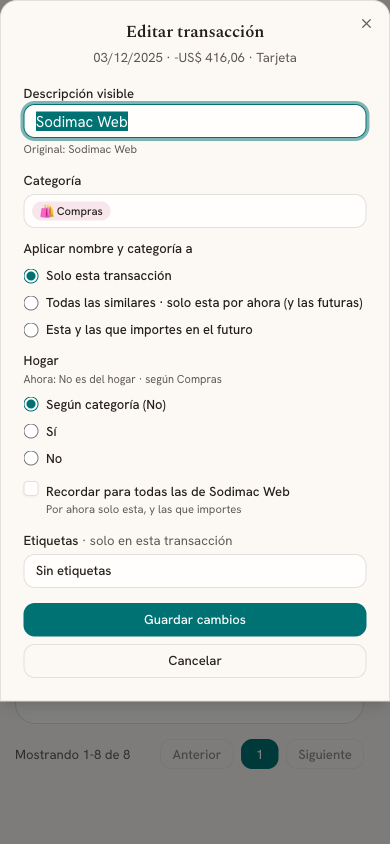 Editar transacción
×
03/12/2025 · -US$ 416,06 · Tarjeta
Descripción visible
Sodimac Web
Original: Sodimac Web
Categoría
🛍️ Compras
Aplicar nombre y categoría a
Solo esta transacción
Todas las similares · solo esta por ahora (y las futuras)
Esta y las que importes en el futuro
Hogar
Ahora: No es del hogar · según Compras
Según categoría (No)
Sí
No
Recordar para todas las de Sodimac Web
Por ahora solo esta, y las que importes
Etiquetas · solo en esta transacción
Sin etiquetas
Guardar cambios
Cancelar
Mostrando 1-8 de 8
Anterior
1
Siguiente